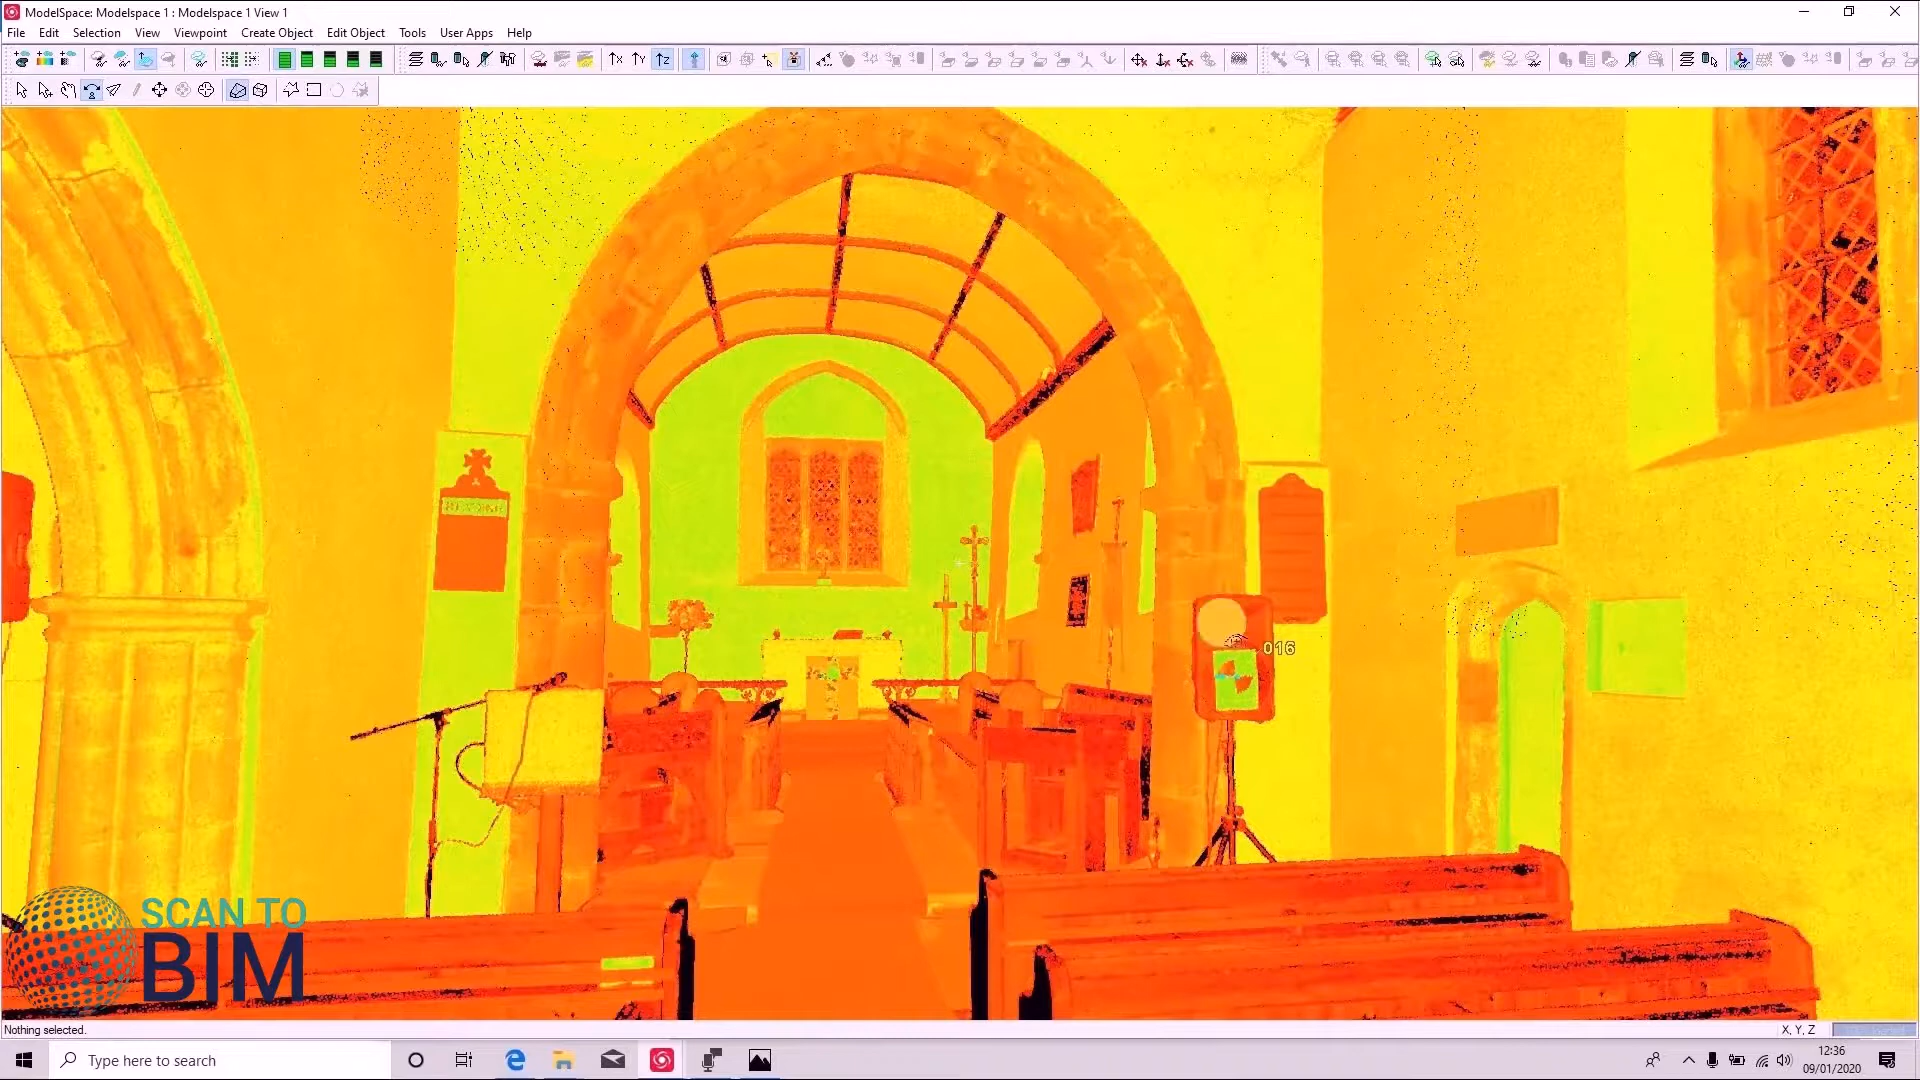 ModelSpace: Modelspace 1 : Modelspace 1 View 1
File Edit Selection View Viewpoint Create Object Edit Object Tools User Apps Help
016
SCAN TO
BIM
Nothing selected.
X, Y, Z
Type here to search
12:36
09/01/2020